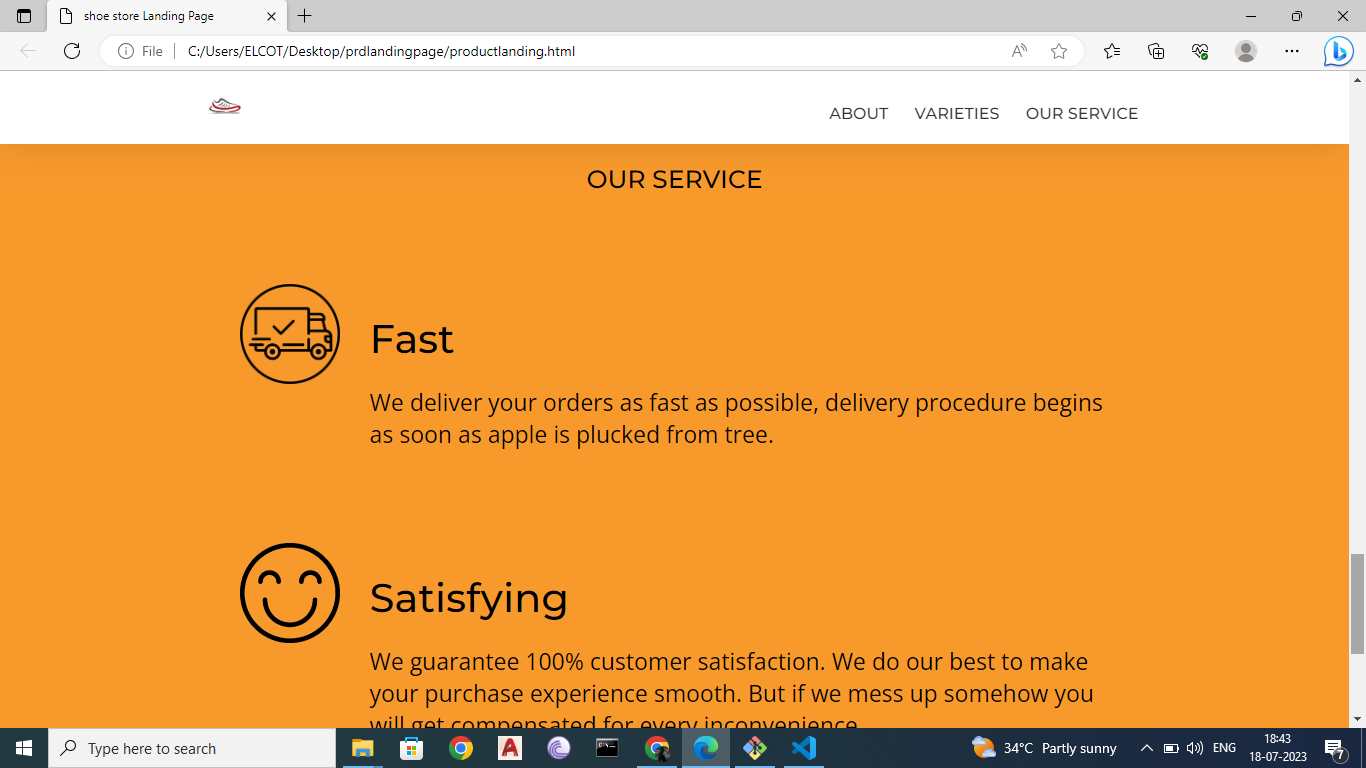 shoe store Landing Page
File
C:/Users/ELCOT/Desktop/prdlandingpage/productlanding.html
ABOUT VARIETIES OUR SERVICE
OUR SERVICE
Fast
We deliver your orders as fast as possible, delivery procedure begins
as soon as apple is plucked from tree.
Satisfying
We guarantee 100% customer satisfaction. We do our best to make
your purchase experience smooth. But if we mess up somehow you
will get compensated for every inconvenience
Type here to search
34°C Partly sunny
ENG
18:43
18-07-2023
7